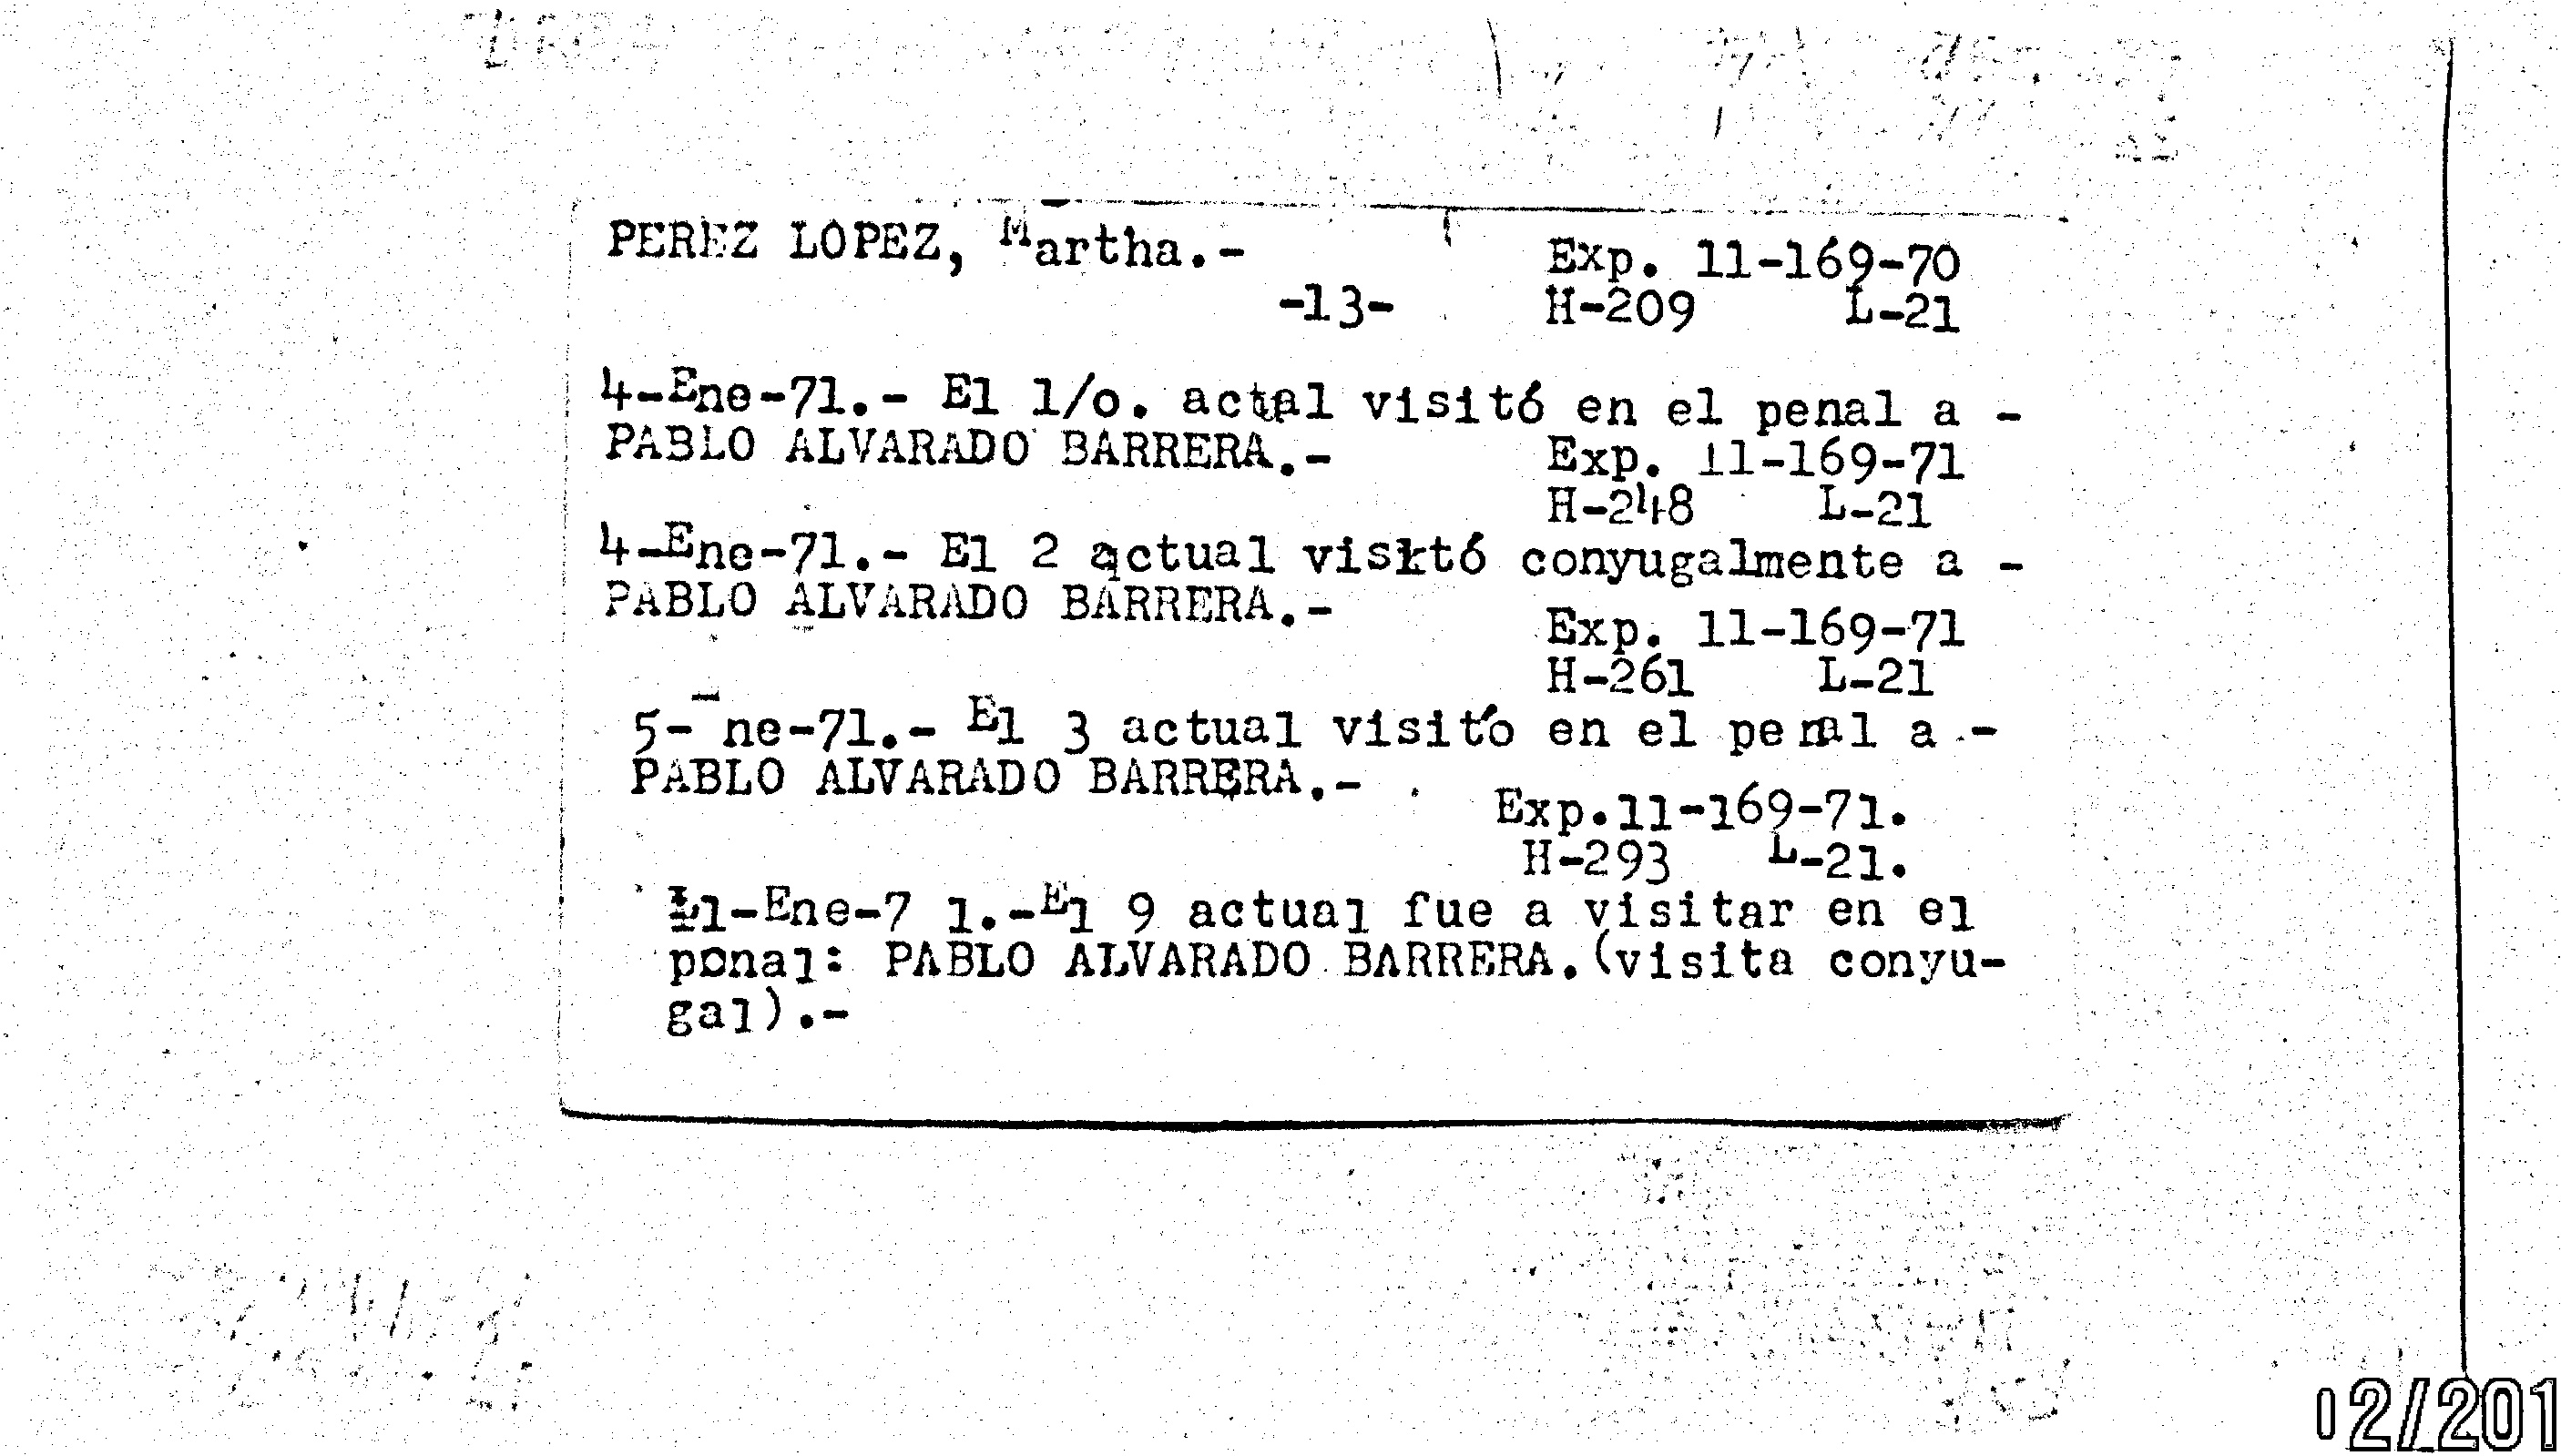 PEREZ LOPEZ, Martha.-
Exp. 11-169-70
-13- H-209 L-21
4-Ene-71.- El 1/o. actal visitó en el penal a -
PABLO ALVARADO BARRERA.- Exp. 11-169-71
H-248 L-21
4-Ene-71.- El 2 actual visitó conyugalmente a -
PABLO ALVARADO BARRERA.-
Exp. 11-169-71
H-261 L-21
5- ne-71.- El 3 actual visitó en el penal a -
PABLO ALVARADO BARRERA.-
Exp.11-169-71.
H-293 L-21.
11-Ene-7 1.-El 9 actual fue a visitar en el
penal: PABLO ALVARADO BARRERA.(visita conyu-
gal).-
02/201